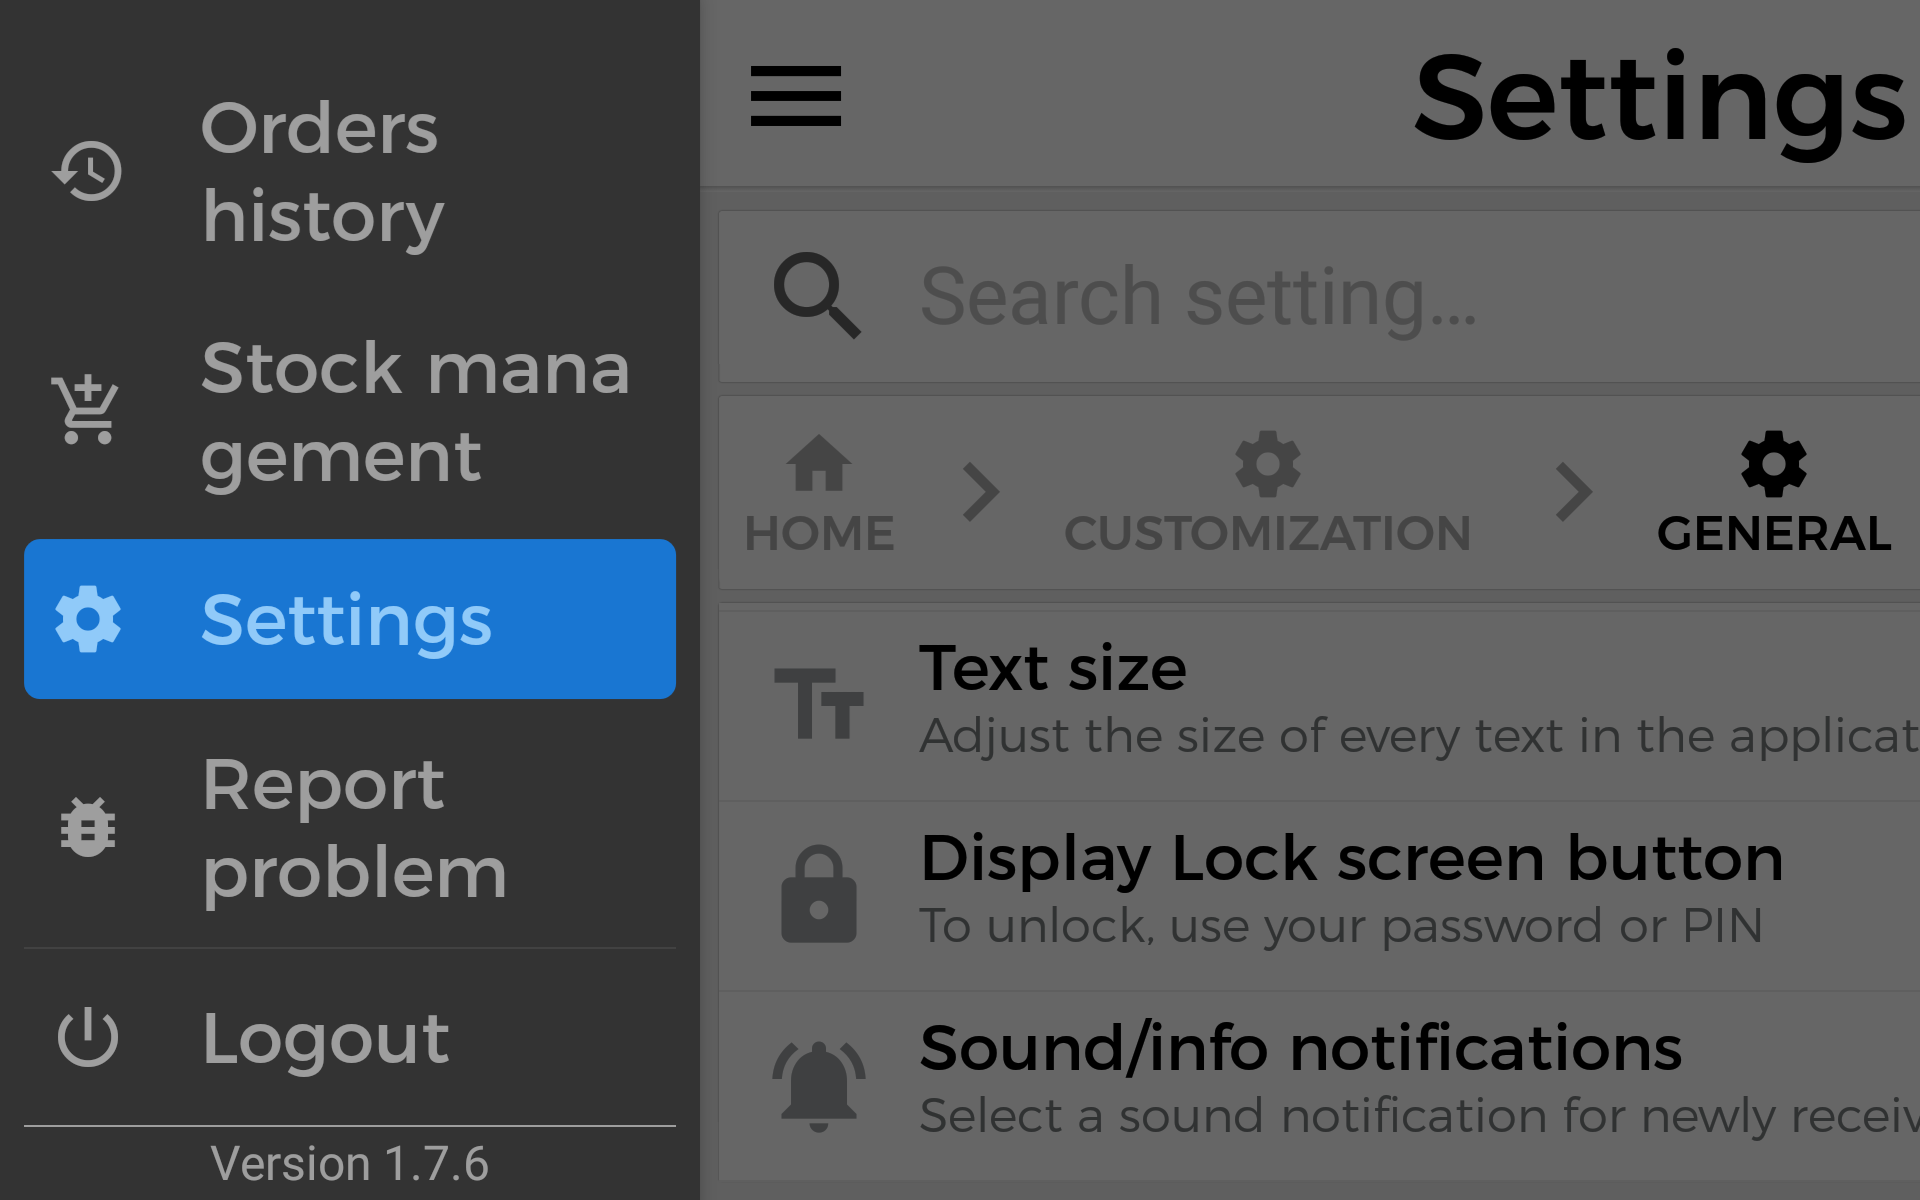 Orders
history
Stock mana
gement
Settings
Report
problem
Logout
Version 1.7.6
Settings
Search setting...
HOME
CUSTOMIZATION
GENERAL
Text size
Adjust the size of every text in the applicat
Display Lock screen button
To unlock, use your password or PIN
Sound/info notifications
Select a sound notification for newly receiv